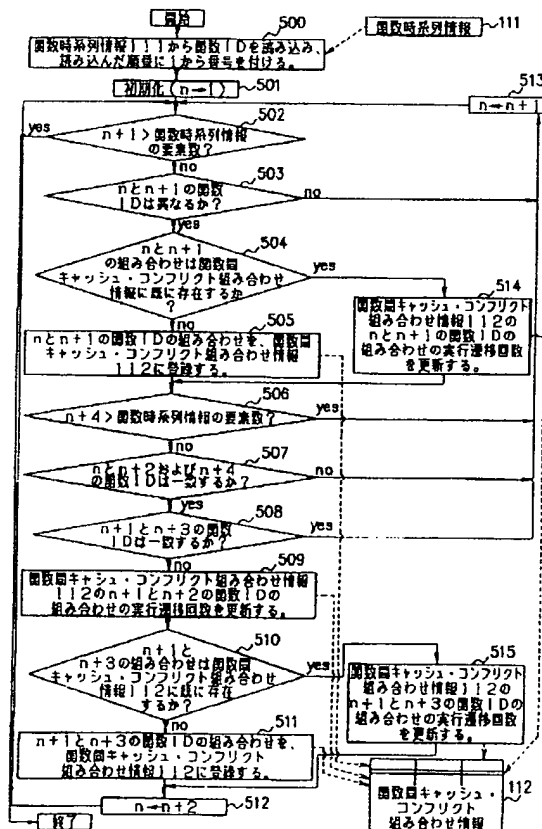 開始
500
関数時系列情報111から関数IDを読み込み、
読み込んだ順番に1から番号を付ける。
関数時系列情報
111
初期化(n←1)
501
513
n←n+1
502
yes
n+1>関数時系列情報
の要素数?
no
503
nとn+1の関数
IDは異なるか?
no
yes
504
nとn+1
の組み合わせは関数間
キャッシュ・コンフリクト組み合わせ
情報に既に存在するか
?
yes
514
関数間キャッシュ・コンフリクト
組み合わせ情報112の
nとn+1の関数IDの
組み合わせの実行遷移回数
を更新する。
no
505
nとn+1の関数IDの組み合わせを、関数間
キャッシュ・コンフリクト組み合わせ情報
112に登録する。
506
n+4>関数時系列情報の要素数?
yes
no
507
nとn+2およびn+4
の関数IDは一致するか?
no
yes
508
n+1とn+3の関数
IDは一致するか?
yes
no
509
関数間キャシュ・コンフリクト組み合わせ情報
112のn+1とn+2の関数IDの
組み合わせの実行遷移回数を更新する。
510
n+1と
n+3の組み合わせは関数間
キャッシュ・コンフリクト組み合わせ
情報112に既に存在
するか?
yes
515
関数間キャッシュ・コンフリクト
組み合わせ情報112の
n+1とn+3の関数IDの
組み合わせの実行遷移回数
を更新する。
no
511
n+1とn+3の関数IDの組み合わせを、
関数間キャッシュ・コンフリクト
組み合わせ情報112に登録する。
n←n+2
512
終了
関数間キャッシュ・
コンフリクト
組み合わせ情報
112